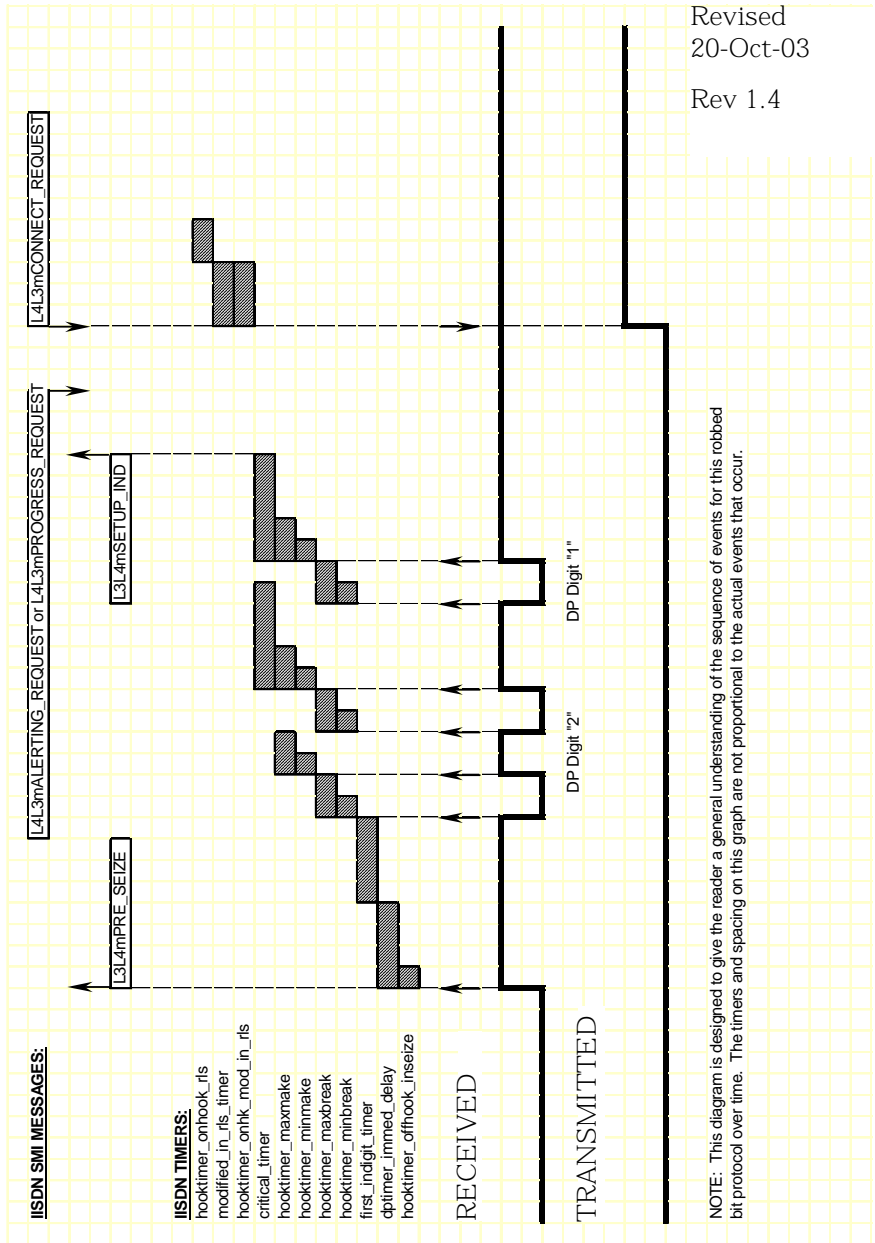 Revised
20-Oct-03
Rev 1.4
IISDN SMI MESSAGES:
L4L3mALERTING_REQUEST or L4L3mPROGRESS_REQUEST
L4L3mCONNECT_REQUEST
L3L4mPRE_SEIZE
L3L4mSETUP_IND
IISDN TIMERS:
hooktimer_onhook_rls
modified_in_rls_timer
hooktimer_onhk_mod_in_rls
critical_timer
hooktimer_maxmake
hooktimer_minmake
hooktimer_maxbreak
hooktimer_minbreak
first_indigit_timer
dptimer_immed_delay
hooktimer_offhook_inseize
RECEIVED
DP Digit "2"
DP Digit "1"
TRANSMITTED
NOTE: This diagram is designed to give the reader a general understanding of the sequence of events for this robbed
bit protocol over time. The timers and spacing on this graph are not proportional to the actual events that occur.